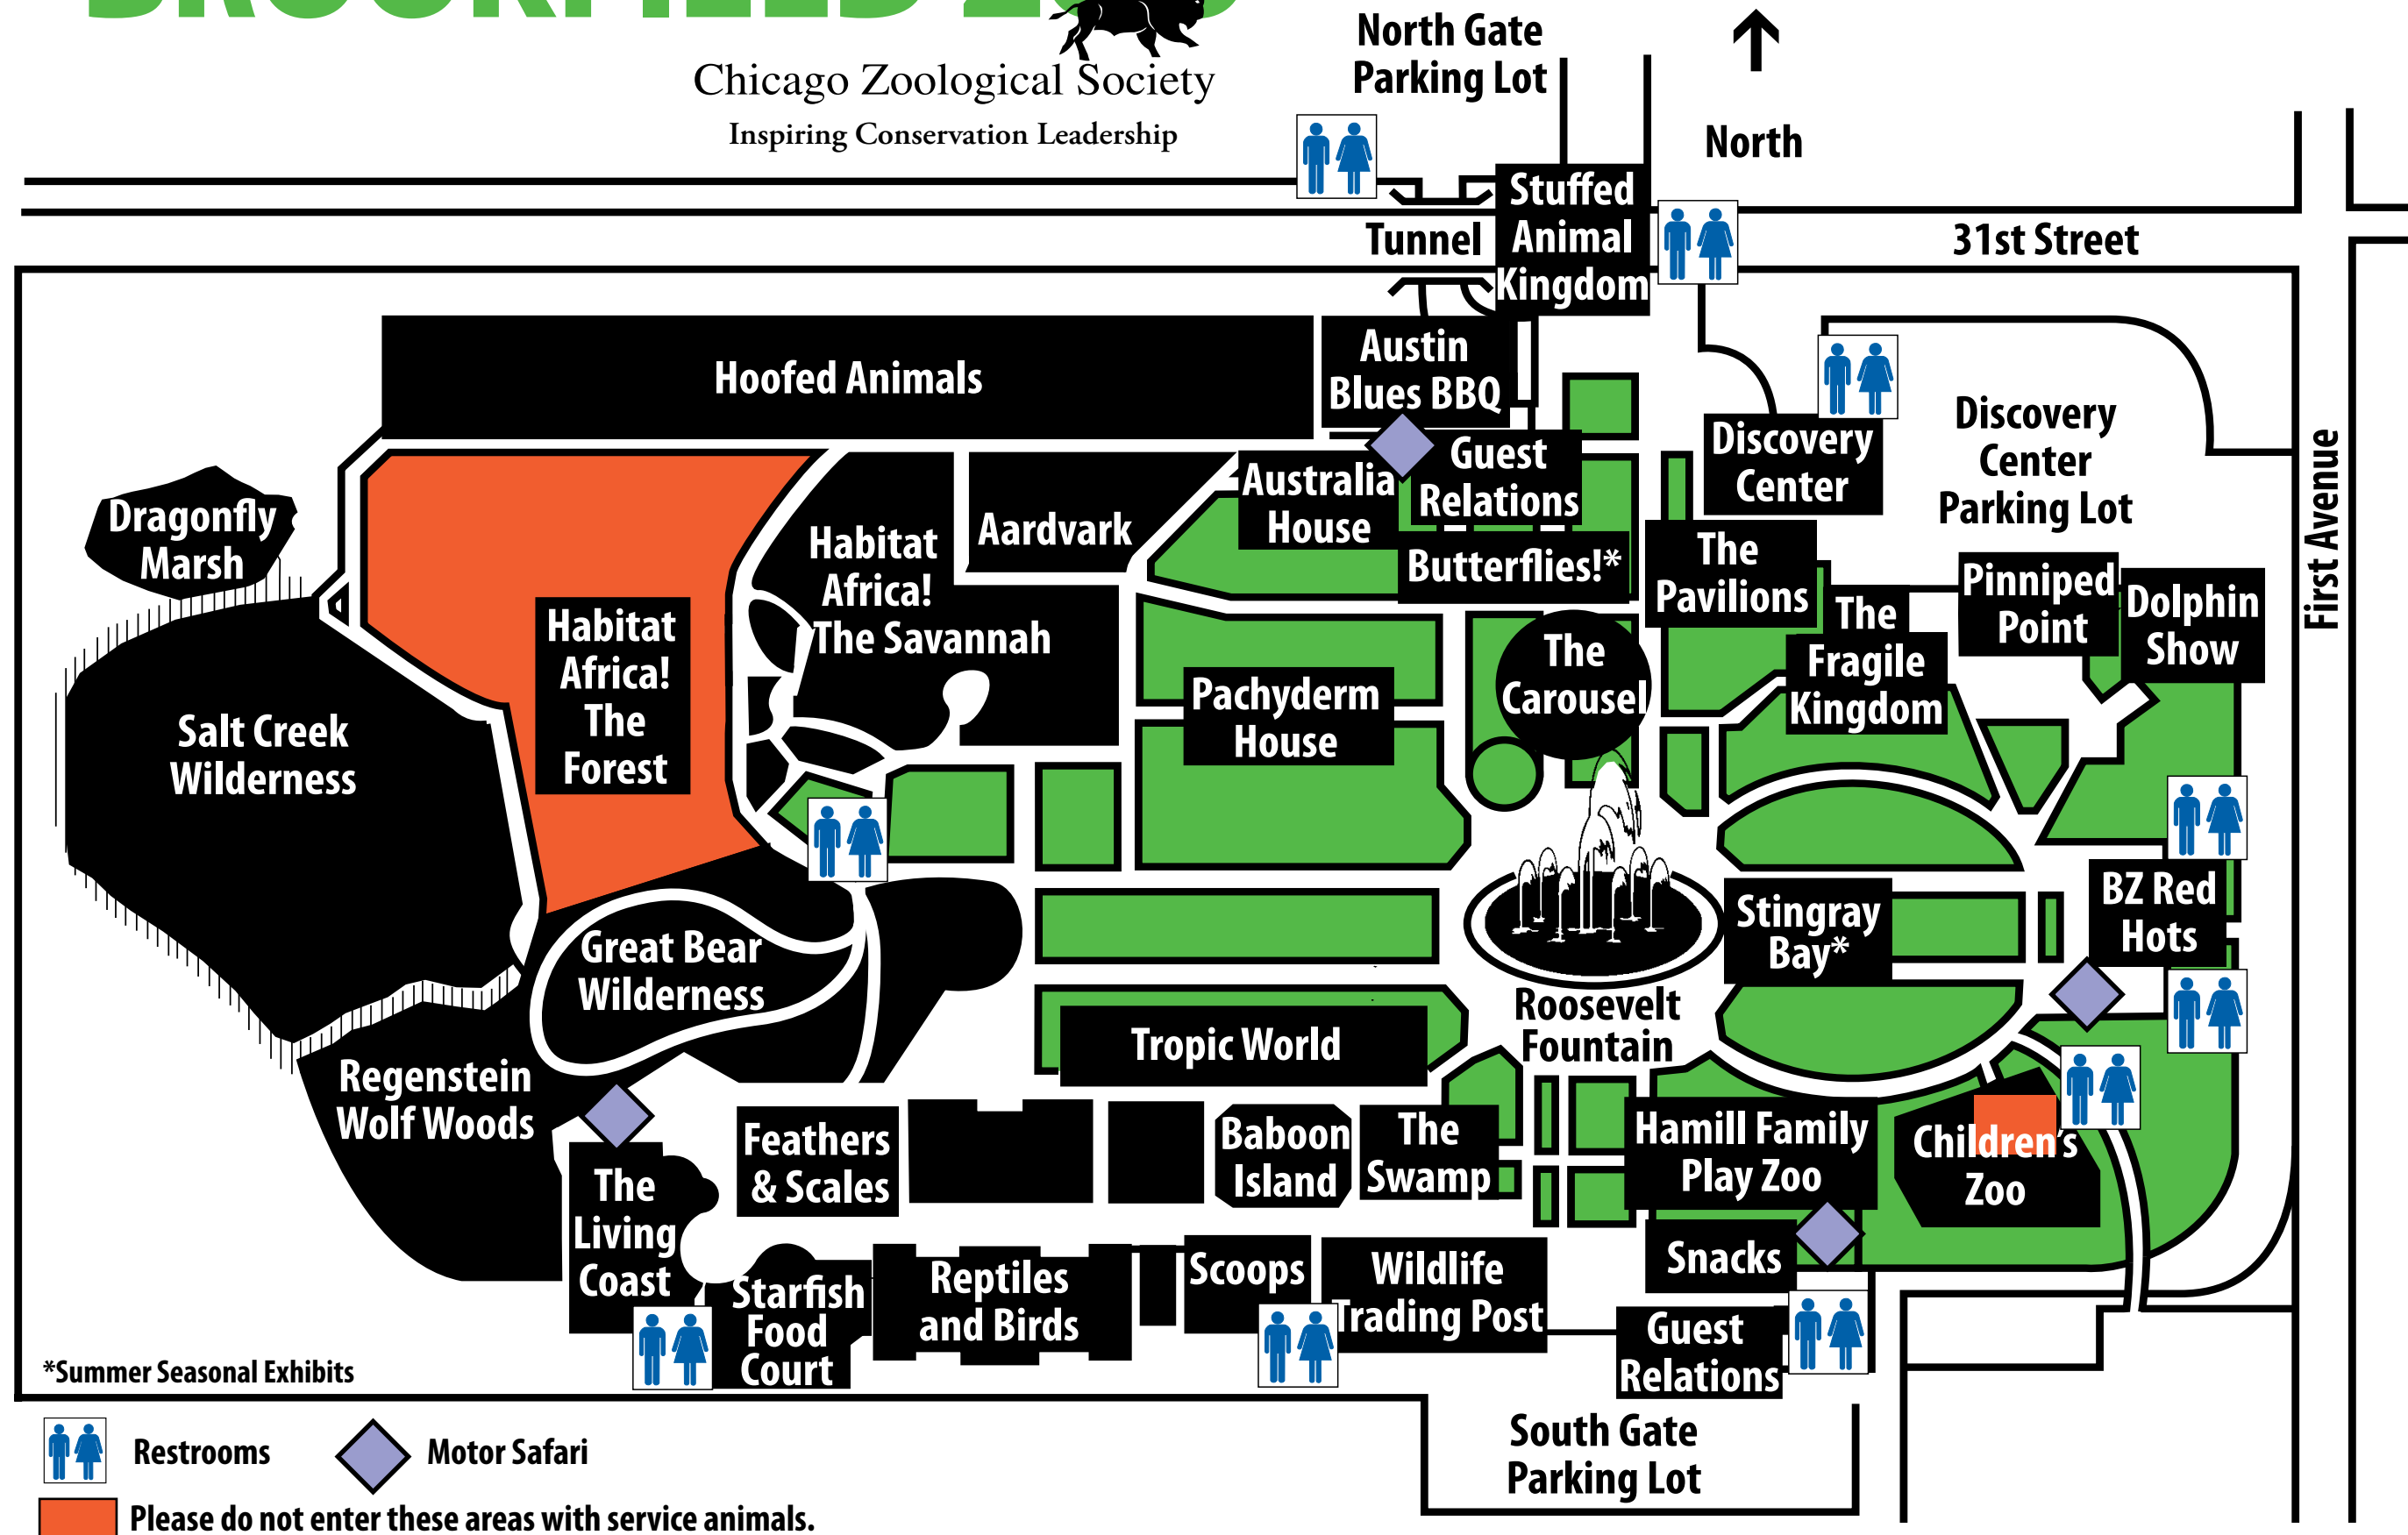 BROOKFIELD ZOO
Chicago Zoological Society
Inspiring Conservation Leadership
North Gate
Parking Lot
North
Stuffed
Animal
Kingdom
Tunnel
31st Street
First Avenue
Hoofed Animals
Austin
Blues BBQ
Guest
Relations
Australia
House
Butterflies!*
Discovery
Center
Discovery
Center
Parking Lot
Dragonfly
Marsh
Habitat
Africa!
The Savannah
Aardvark
The
Pavilions
Pinniped
Point
Dolphin
Show
Habitat
Africa!
The
Forest
The
Fragile
Kingdom
The
Carousel
Pachyderm
House
Salt Creek
Wilderness
Great Bear
Wilderness
Stingray
Bay*
BZ Red
Hots
Roosevelt
Fountain
Tropic World
Regenstein
Wolf Woods
Feathers
& Scales
Baboon
Island
The
Swamp
Hamill Family
Play Zoo
Children's
Zoo
The
Living
Coast
Starfish
Food
Court
Reptiles
and Birds
Scoops
Wildlife
Trading Post
Snacks
Guest
Relations
*Summer Seasonal Exhibits
South Gate
Parking Lot
Restrooms
Motor Safari
Please do not enter these areas with service animals.